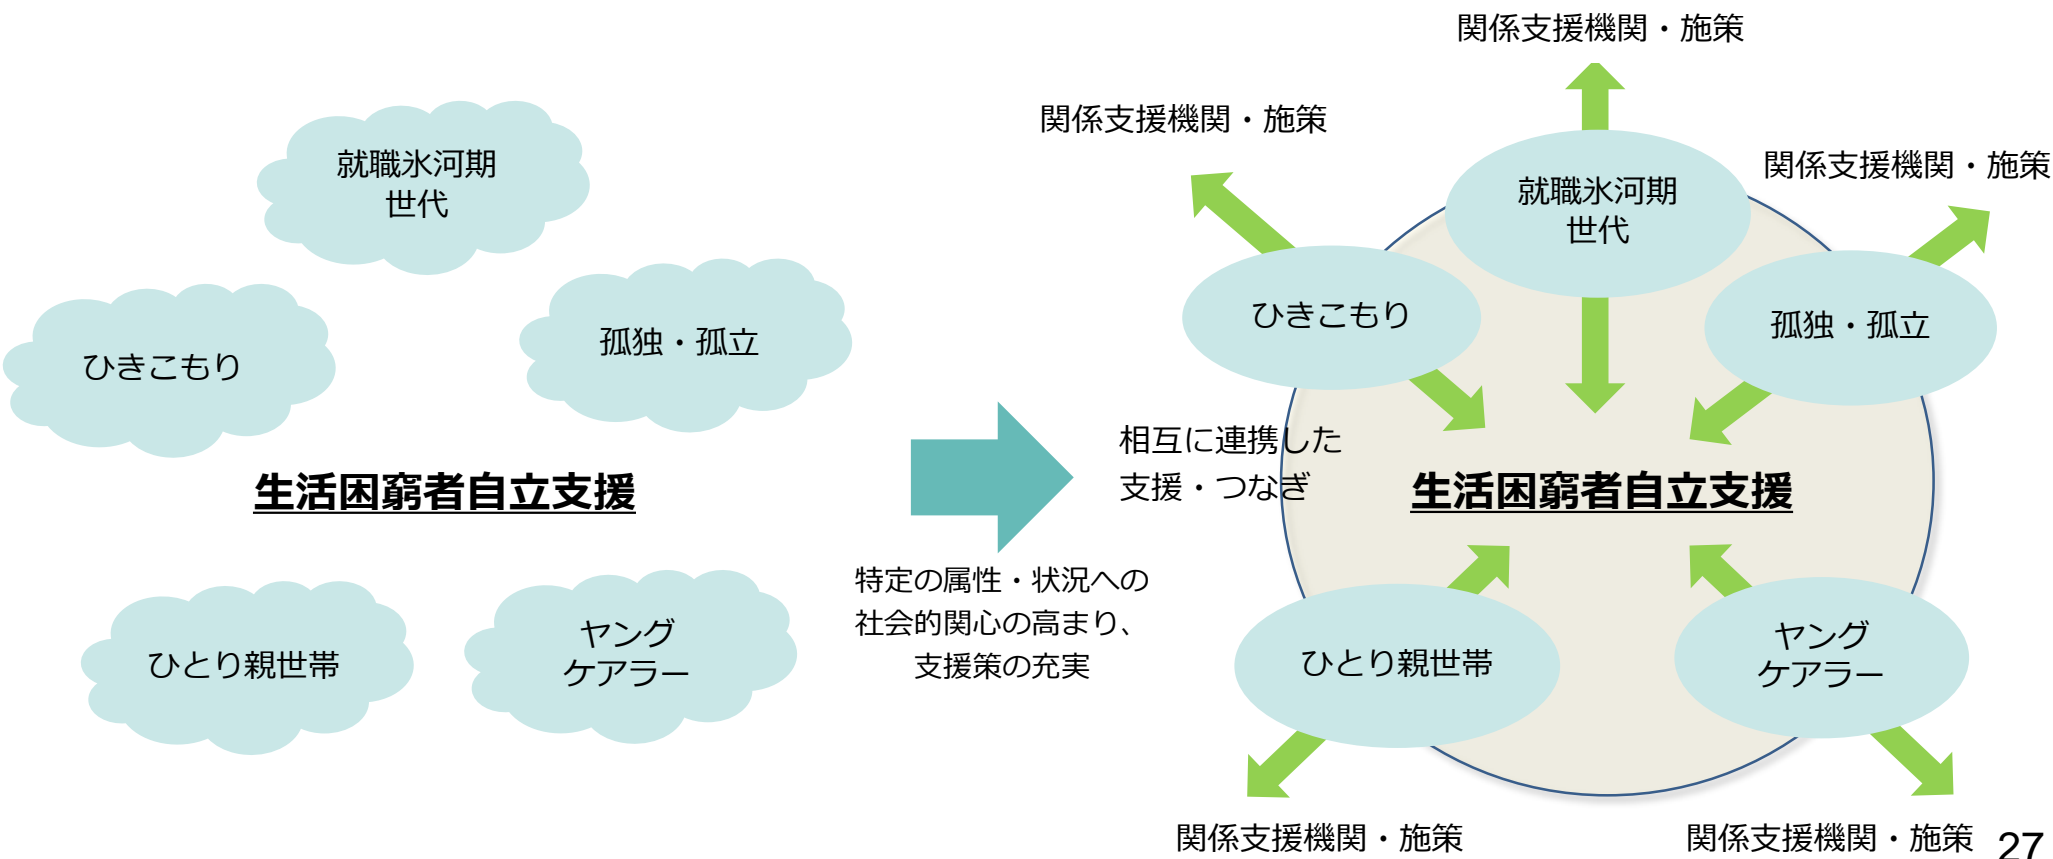 就職氷河期
世代
ひきこもり
孤独・孤立
生活困窮者自立支援
ひとり親世帯
ヤング
ケアラー
特定の属性・状況への
社会的関心の高まり、
支援策の充実
関係支援機関・施策
関係支援機関・施策
関係支援機関・施策
就職氷河期
世代
ひきこもり
孤独・孤立
相互に連携した
支援・つなぎ
生活困窮者自立支援
ひとり親世帯
ヤング
ケアラー
関係支援機関・施策
関係支援機関・施策
27